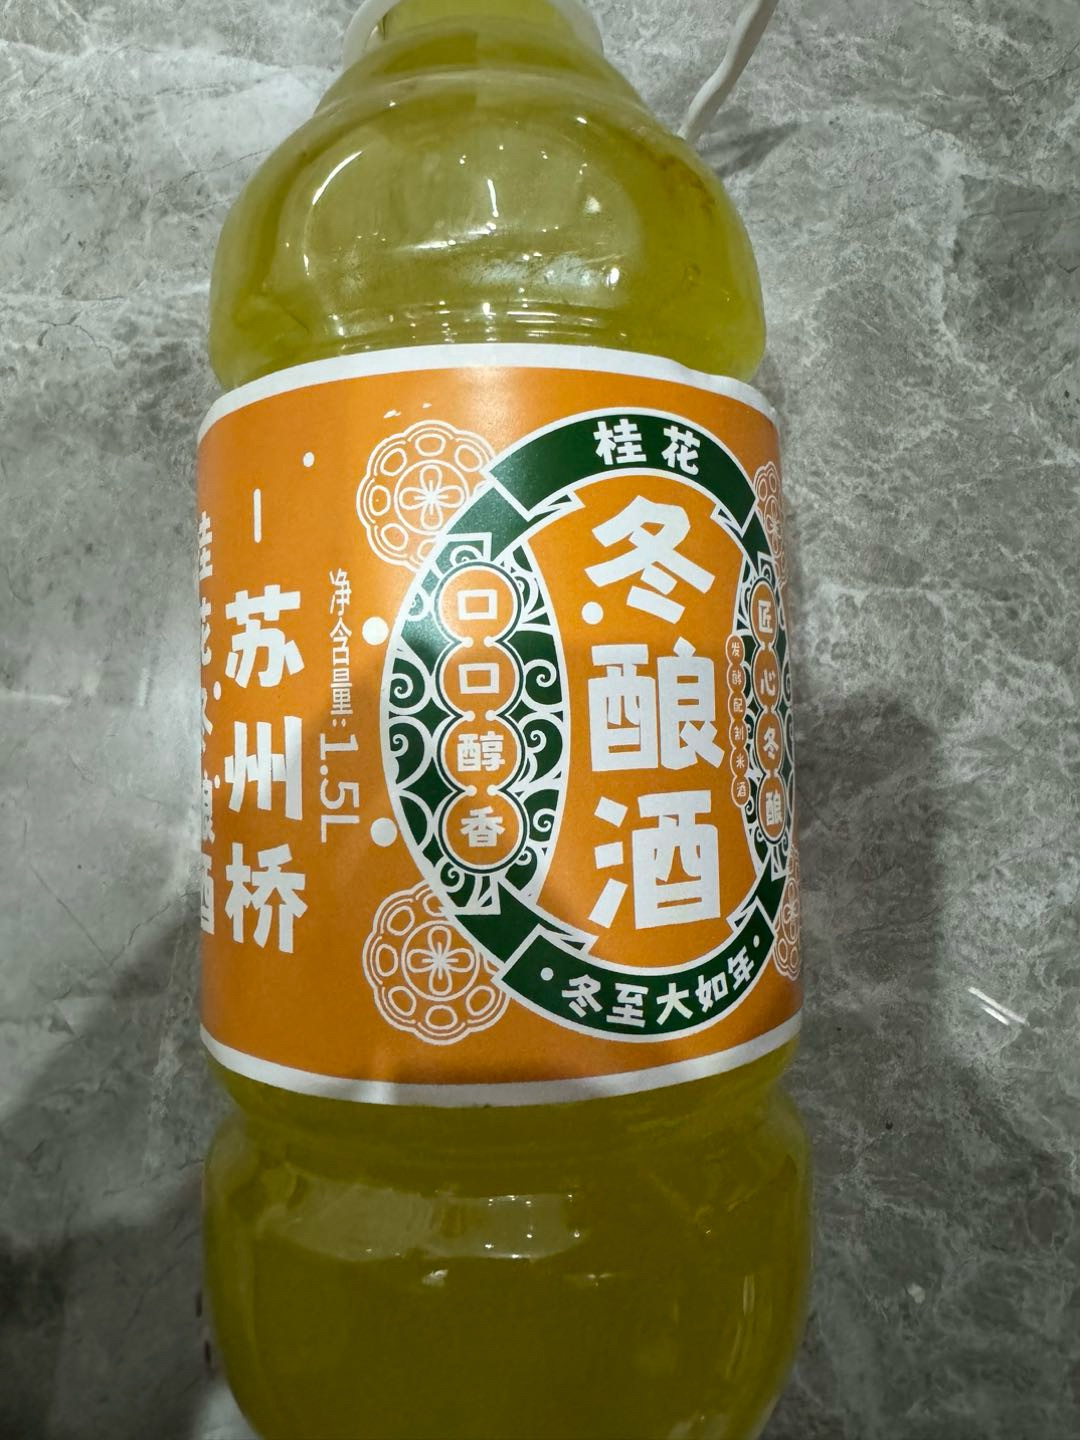 桂花
冬酿酒
发酵配制米酒
匠心冬酿
口口醇香
·冬至大如年·
净含量：1.5L
苏州桥
桂花冬酿酒